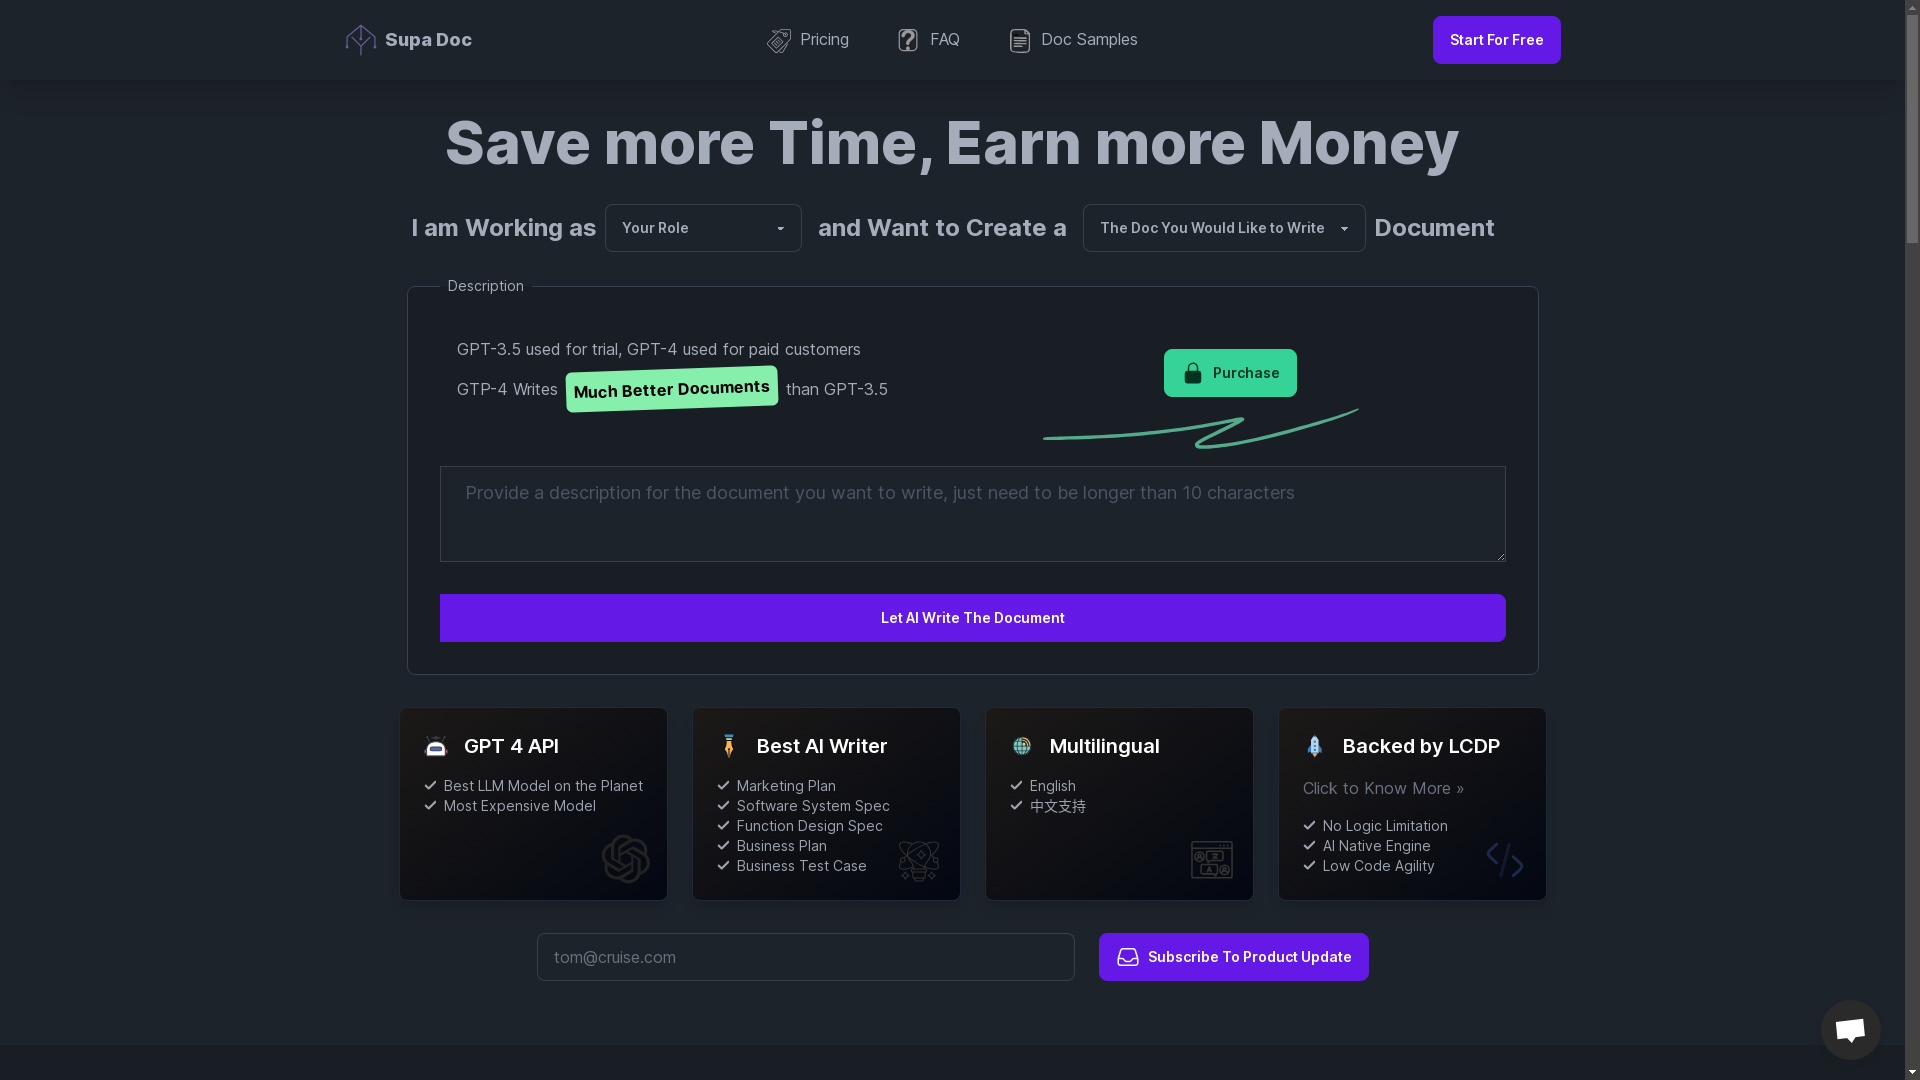 Supa Doc
Pricing
FAQ
Doc Samples
Start For Free
Save more Time, Earn more Money
I am Working as Your Role and Want to Create a The Doc You Would Like to Write Document
Description
GPT-3.5 used for trial, GPT-4 used for paid customers
GTP-4 Writes Much Better Documents than GPT-3.5
Purchase
Provide a description for the document you want to write, just need to be longer than 10 characters
Let AI Write The Document
GPT 4 API
Best LLM Model on the Planet
Most Expensive Model
Best AI Writer
Marketing Plan
Software System Spec
Function Design Spec
Business Plan
Business Test Case
Multilingual
English
中文支持
Backed by LCDP
Click to Know More »
No Logic Limitation
AI Native Engine
Low Code Agility
tom@cruise.com
Subscribe To Product Update